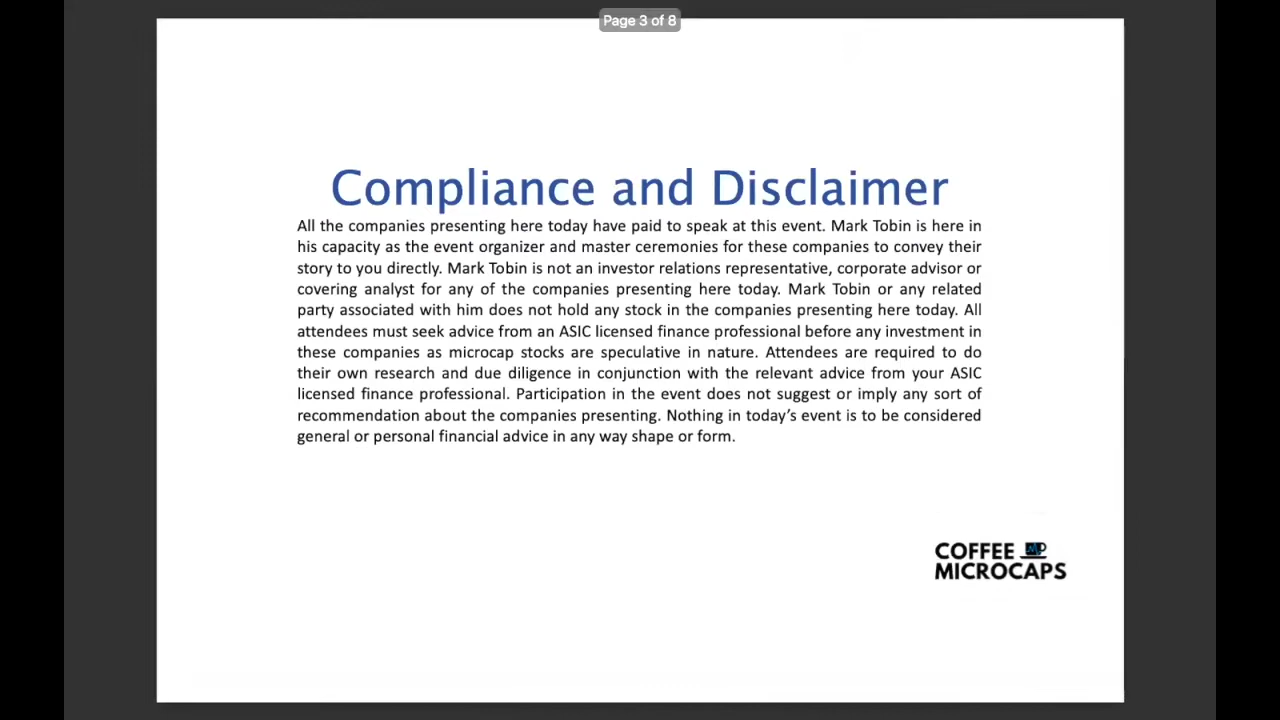 Page 3 of 8
Compliance and Disclaimer
All the companies presenting here today have paid to speak at this event. Mark Tobin is here in
his capacity as the event organizer and master ceremonies for these companies to convey their
story to you directly. Mark Tobin is not an investor relations representative, corporate advisor or
covering analyst for any of the companies presenting here today. Mark Tobin or any related
party associated with him does not hold any stock in the companies presenting here today. All
attendees must seek advice from an ASIC licensed finance professional before any investment in
these companies as microcap stocks are speculative in nature. Attendees are required to do
their own research and due diligence in conjunction with the relevant advice from your ASIC
licensed finance professional. Participation in the event does not suggest or imply any sort of
recommendation about the companies presenting. Nothing in today’s event is to be considered
general or personal financial advice in any way shape or form.
COFFEE
MICROCAPS